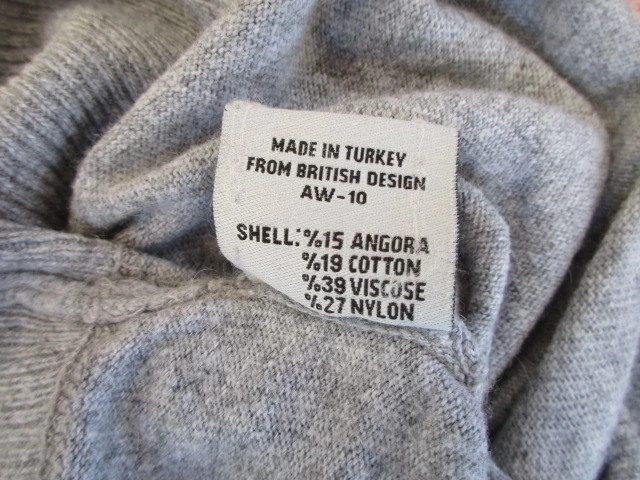 MADE IN TURKEY
FROM BRITISH DESIGN
AW-10
SHELL: %15 ANGORA
%19 COTTON
%39 VISCOSE
%27 NYLON